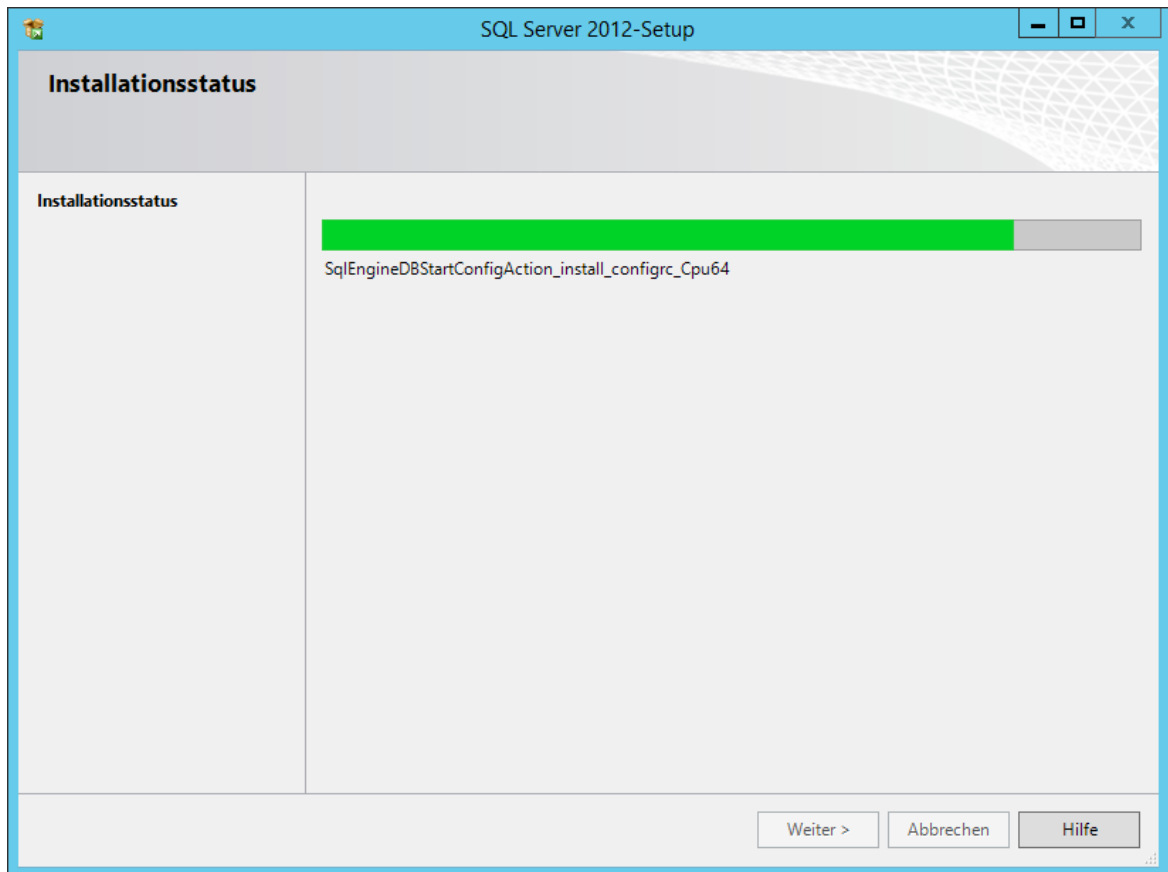 SQL Server 2012-Setup
Installationsstatus
Installationsstatus
SqlEngineDBStartConfigAction_install_configrc_Cpu64
Weiter >
Abbrechen
Hilfe